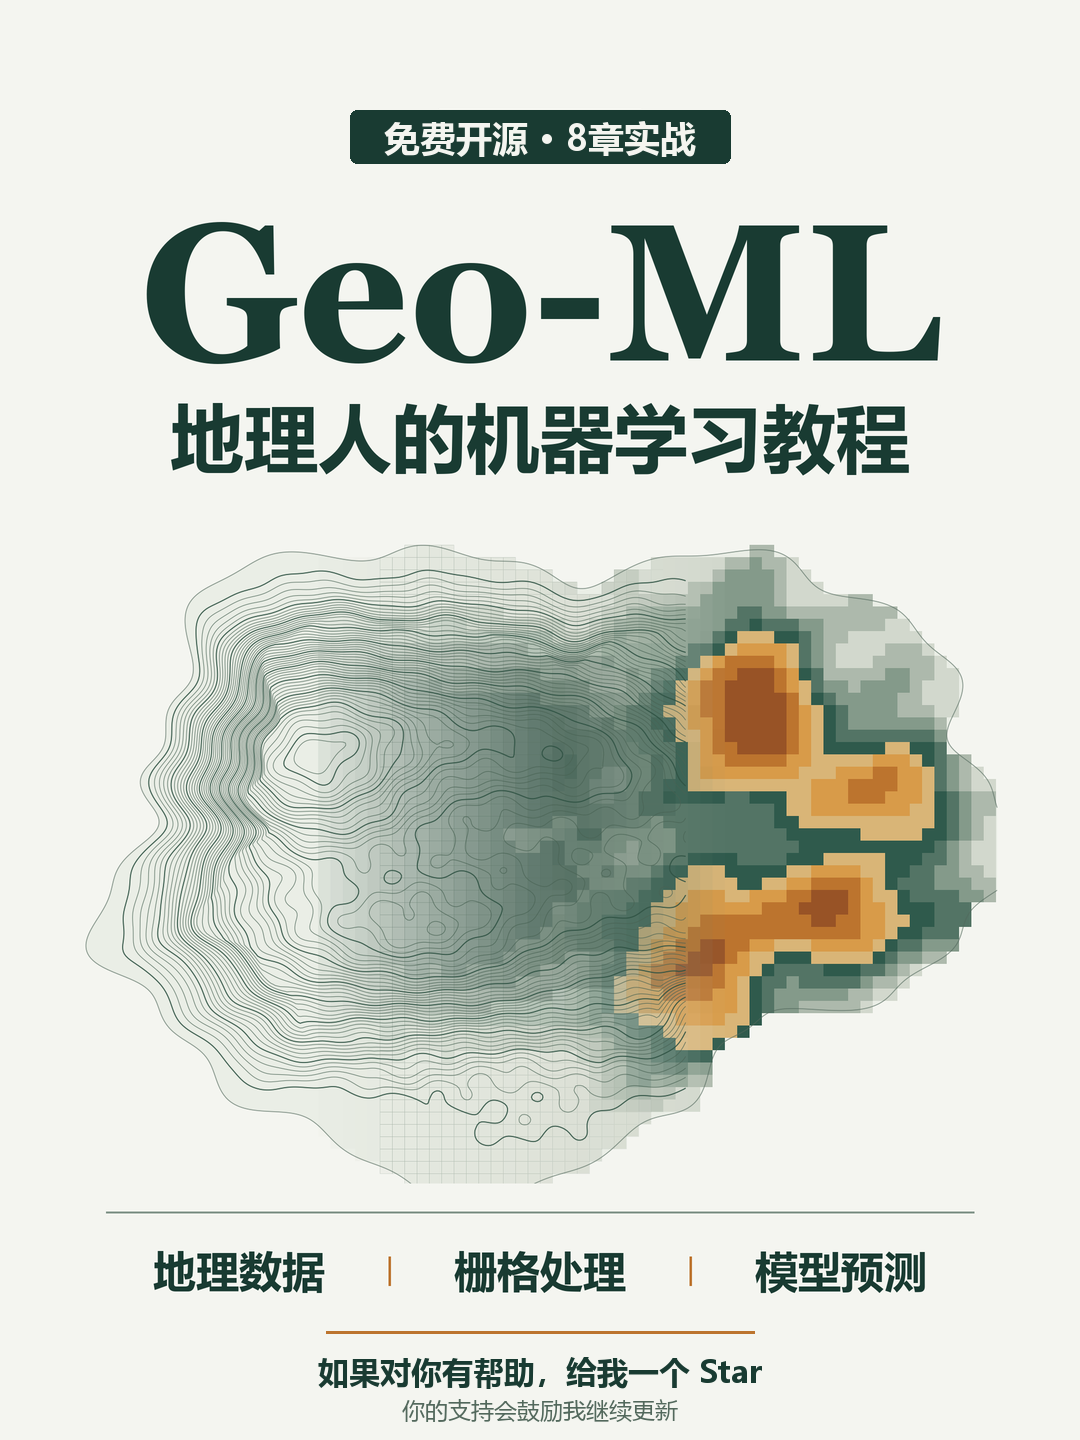 免费开源·8章实战
Geo-ML
地理人的机器学习教程
地理数据 | 栅格处理 | 模型预测
如果对你有帮助，给我一个 Star
你的支持会鼓励我继续更新